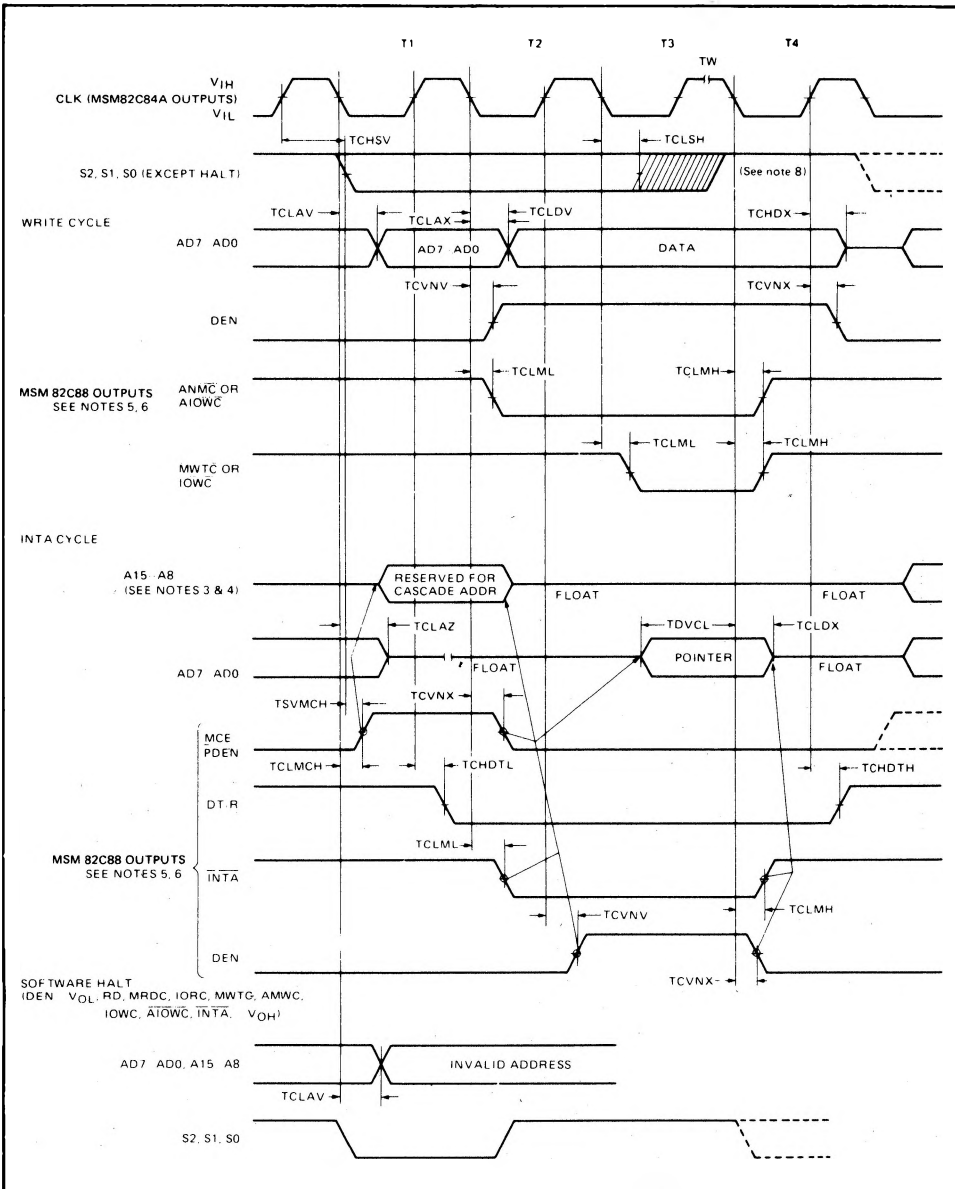 T1 T2 T3 T4
TW
VIH
CLK (MSM82C84A OUTPUTS)
VIL
TCHSV
TCLSH
S2, S1, S0 (EXCEPT HALT)
(See note 8)
WRITE CYCLE
TCLAV
TCLAX
TCLDV
TCHDX
AD7 AD0
AD7 AD0
DATA
TCVNV
TCVNX
DEN
TCLML
TCLMH
MSM 82C88 OUTPUTS
SEE NOTES 5, 6
ANMC OR
AIOWC
TCLML
TCLMH
MWTC OR
IOWC
INTA CYCLE
A15 A8
(SEE NOTES 3 & 4)
RESERVED FOR
CASCADE ADDR
FLOAT
FLOAT
TCLAZ
TDVCL
TCLDX
AD7 AD0
FLOAT
POINTER
FLOAT
TSVMCH
TCVNX
MCE
PDEN
TCLMCH
TCHDTL
TCHDTH
DT R
TCLML
MSM 82C88 OUTPUTS
SEE NOTES 5, 6
INTA
TCLMH
TCVNV
DEN
TCVNX
SOFTWARE HALT
(DEN VOL, RD, MRDC, IORC, MWTG, AMWC,
IOWC, AIOWC, INTA, VOH)
AD7 AD0, A15 A8
INVALID ADDRESS
TCLAV
S2, S1, S0